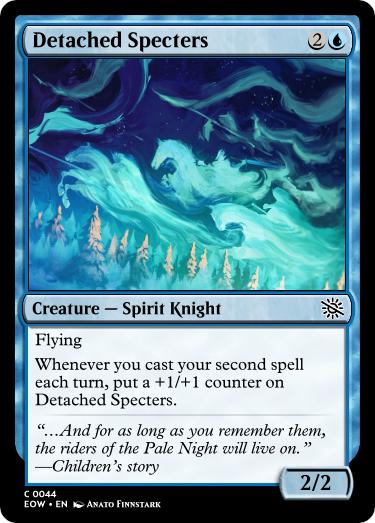 Detached Specters 2
Creature — Spirit Knight
Flying
Whenever you cast your second spell
each turn, put a +1/+1 counter on
Detached Specters.
“...And for as long as you remember them,
the riders of the Pale Night will live on.”
—Children’s story
2/2
C 0044
EOW • EN Anato Finnstark